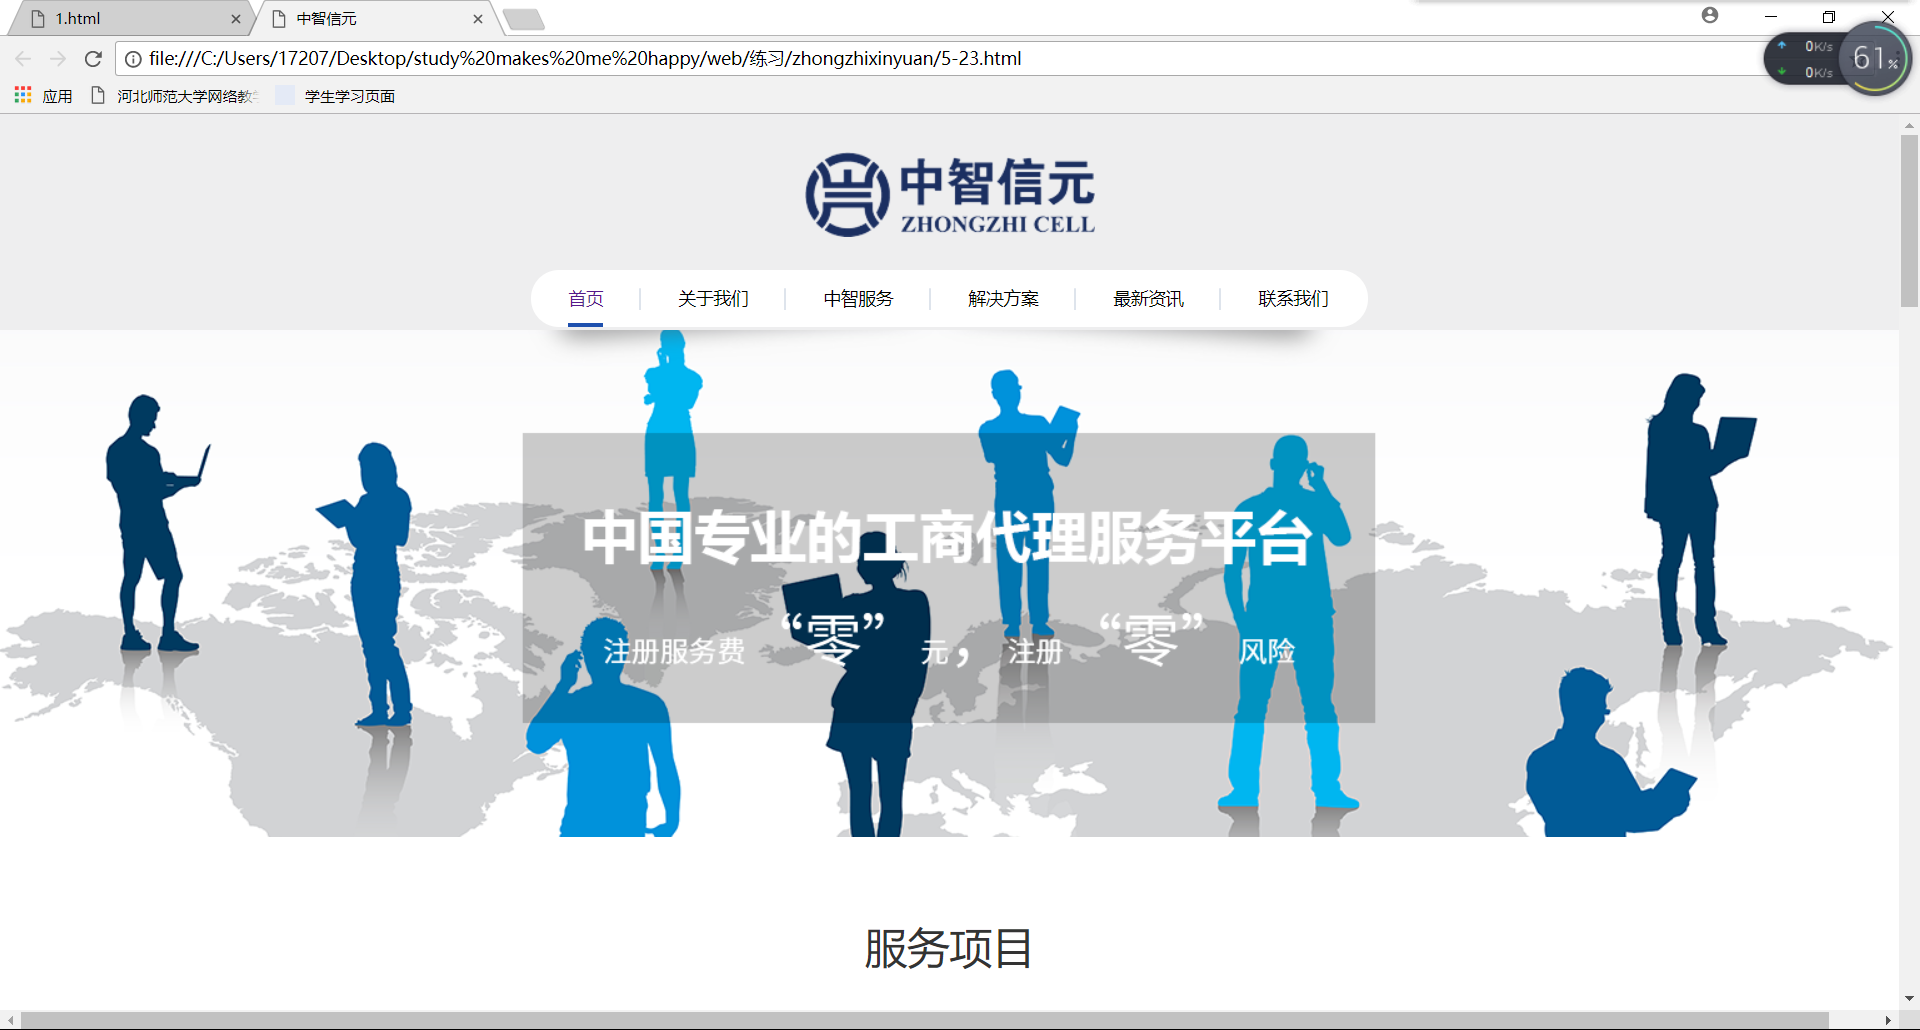 1.html
中智信元
file:///C:/Users/17207/Desktop/study%20makes%20me%20happy/web/练习/zhongzhixinyuan/5-23.html
0K/s
0K/s
61%
应用
河北师范大学网络教
学生学习页面
中智信元
ZHONGZHI CELL
首页 关于我们 中智服务 解决方案 最新资讯 联系我们
中国专业的工商代理服务平台
注册服务费 “零” 元， 注册 “零” 风险
服务项目